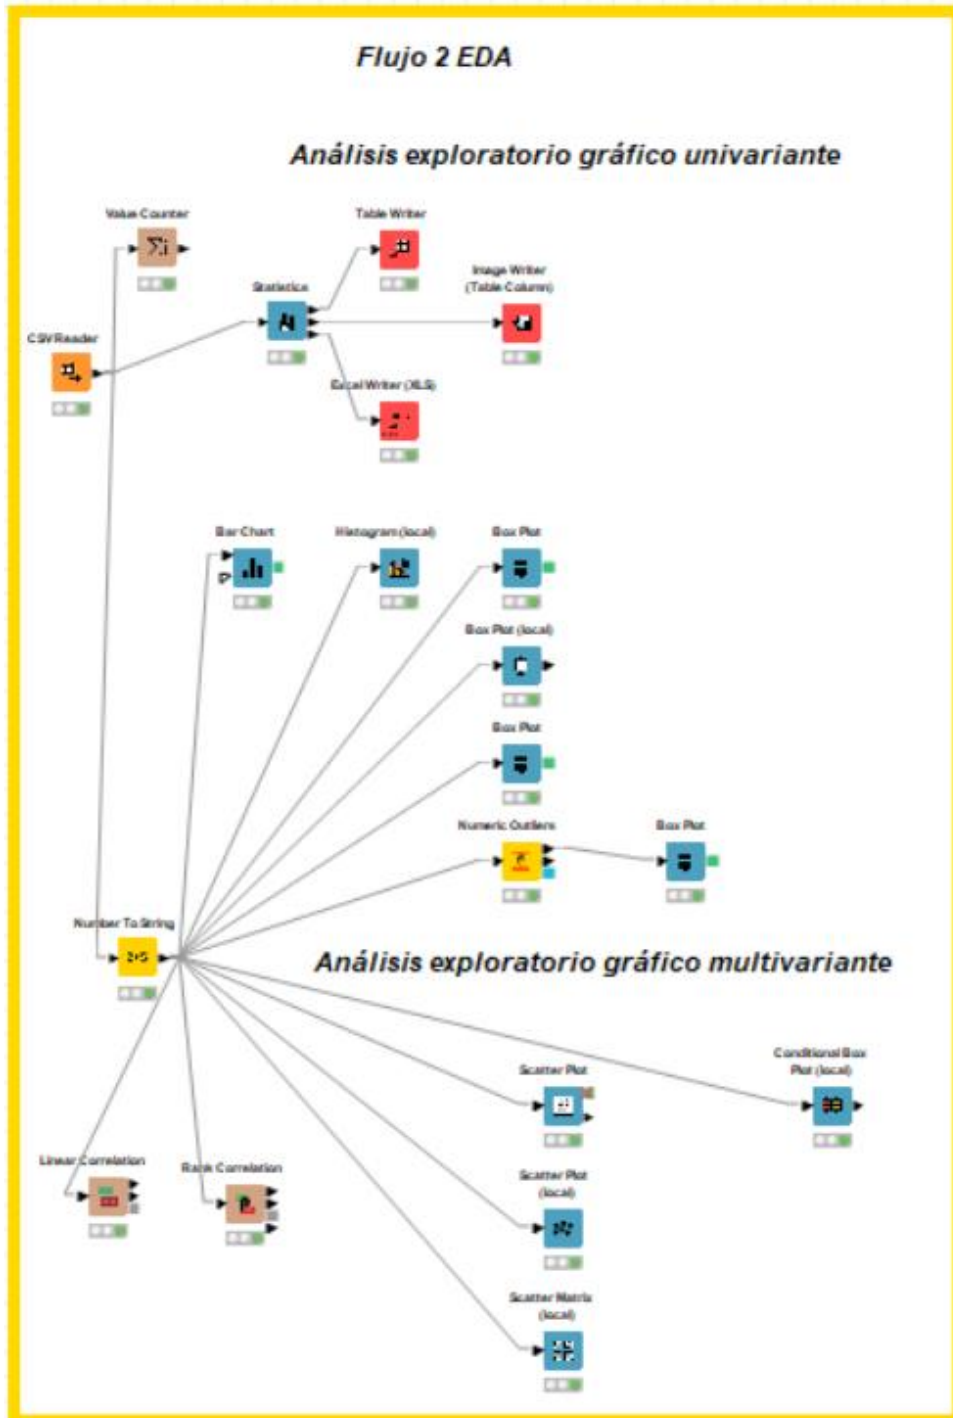 Flujo 2 EDA
Análisis exploratorio gráfico univariante
Value Counter
Table Writer
Image Writer
(Table Column)
Statistics
CSV Reader
Excel Writer (XLS)
Bar Chart
Histogram (local)
Box Plot
Box Plot (local)
Box Plot
Numeric Outliers
Box Plot
Number To String
Análisis exploratorio gráfico multivariante
Conditional Box
Plot (local)
Scatter Plot
Linear Correlation
Rank Correlation
Scatter Plot
(local)
Scatter Matrix
(local)